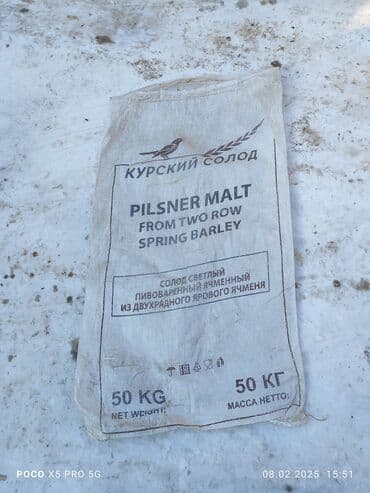 КУРСКИЙ СОЛОД
PILSNER MALT
FROM TWO ROW
SPRING BARLEY
СОЛОД СВЕТЛЫЙ
ПИВОВАРЕННЫЙ ЯЧМЕННЫЙ
ИЗ ДВУХРЯДНОГО ЯРОВОГО ЯЧМЕНЯ
50 KG
NET WEIGHT:
50 КГ
МАССА НЕТТО:
POCO X5 PRO 5G
08.02.2025 15:51